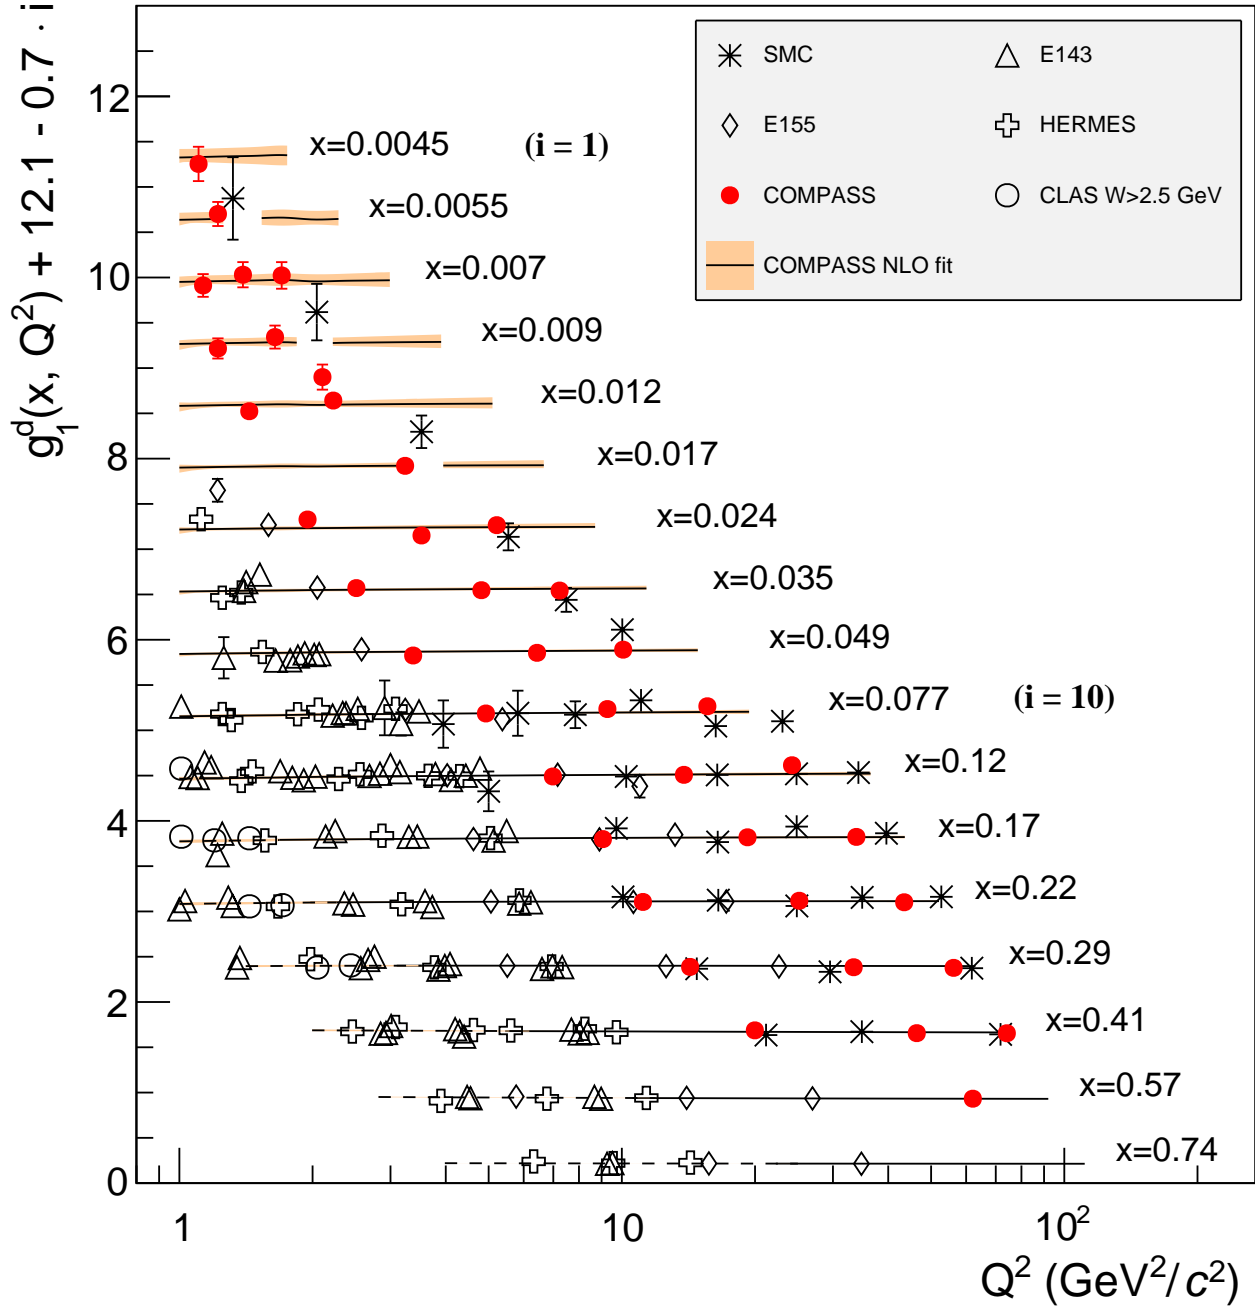 g₁ᵈ(x, Q²) + 12.1 - 0.7 · i
SMC
E143
E155
HERMES
COMPASS
CLAS W>2.5 GeV
COMPASS NLO fit
x=0.0045 (i = 1)
x=0.0055
x=0.007
x=0.009
x=0.012
x=0.017
x=0.024
x=0.035
x=0.049
x=0.077 (i = 10)
x=0.12
x=0.17
x=0.22
x=0.29
x=0.41
x=0.57
x=0.74
12
10
8
6
4
2
0
1
10
10²
Q² (GeV²/c²)